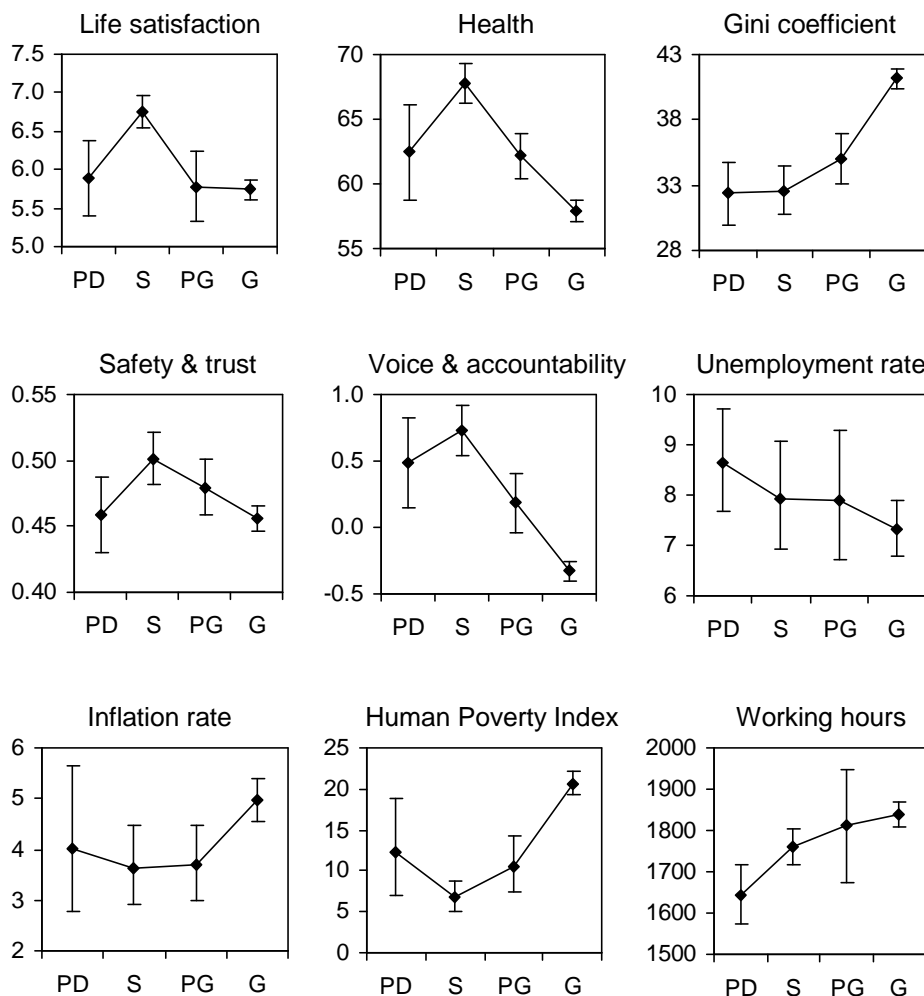 Life satisfaction
7.5
7.0
6.5
6.0
5.5
5.0
PD S PG G
Health
70
65
60
55
PD S PG G
Gini coefficient
43
38
33
28
PD S PG G
Safety & trust
0.55
0.50
0.45
0.40
PD S PG G
Voice & accountability
1.0
0.5
0.0
-0.5
PD S PG G
Unemployment rate
10
9
8
7
6
PD S PG G
Inflation rate
6
5
4
3
2
PD S PG G
Human Poverty Index
25
20
15
10
5
0
PD S PG G
Working hours
2000
1900
1800
1700
1600
1500
PD S PG G